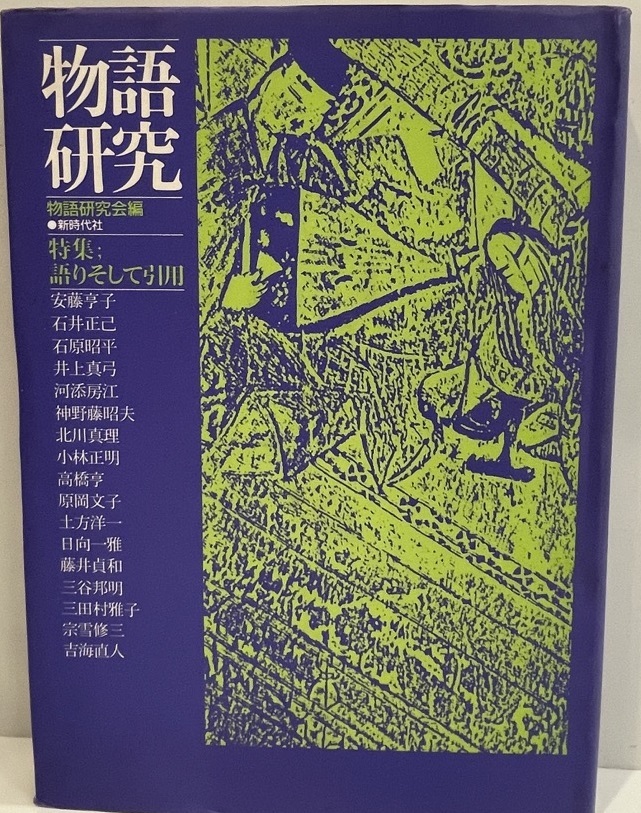 物語
研究
物語研究会編
●新時代社
特集;
語りそして引用
安藤亨子
石井正己
石原昭平
井上真弓
河添房江
神野藤昭夫
北川真理
小林正明
高橋亨
原岡文子
土方洋一
日向一雅
藤井貞和
三谷邦明
三田村雅子
宗雪修三
吉海直人